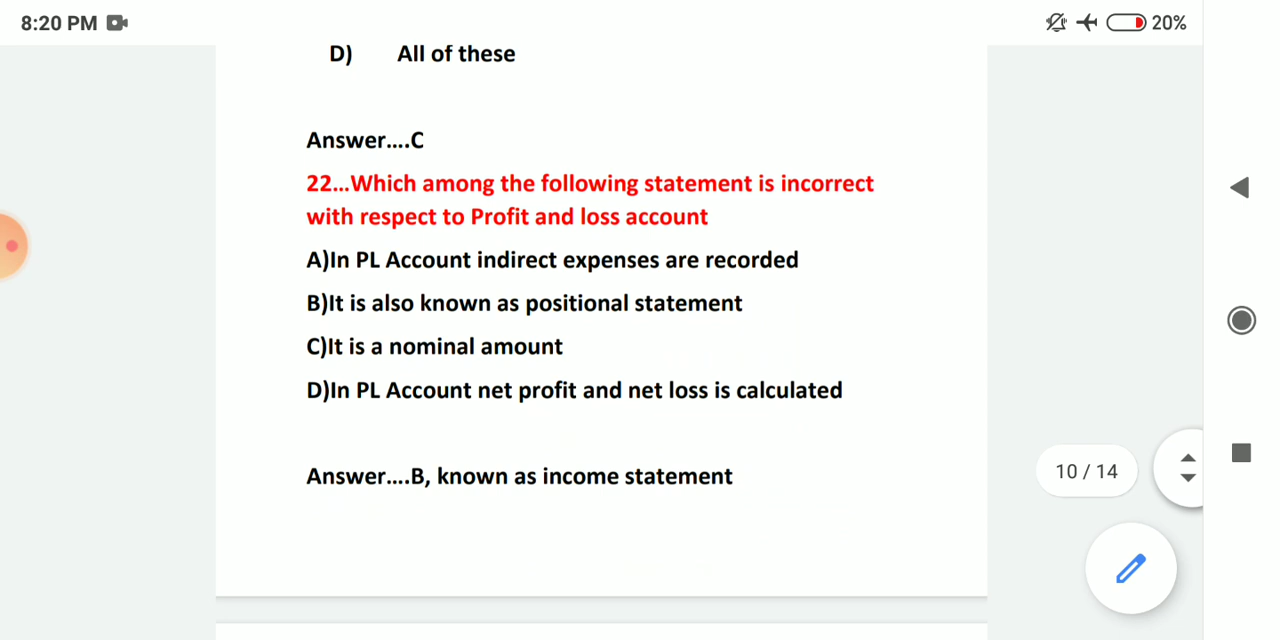 8:20 PM
20%
D) All of these
Answer....C
22...Which among the following statement is incorrect
with respect to Profit and loss account
A)In PL Account indirect expenses are recorded
B)It is also known as positional statement
C)It is a nominal amount
D)In PL Account net profit and net loss is calculated
Answer....B, known as income statement
10 / 14